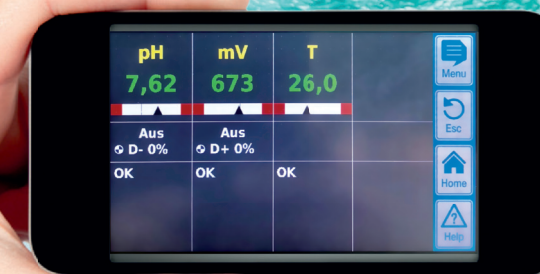 pH mV T
7,62 673 26,0
Aus Aus
D- 0% D+ 0%
OK OK OK
Menu
Esc
Home
Help